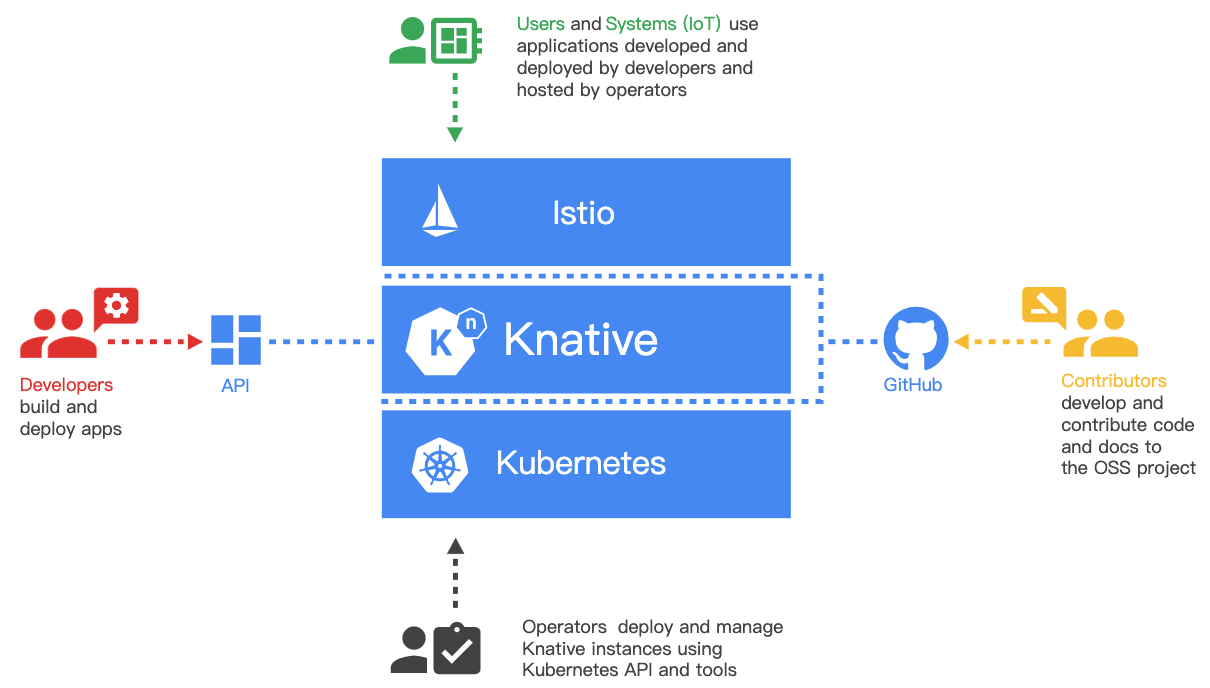 Users and Systems (IoT) use
applications developed and
deployed by developers and
hosted by operators
Istio
K
n
Knative
Developers
build and
deploy apps
API
GitHub
Contributors
develop and
contribute code
and docs to
the OSS project
Kubernetes
Operators deploy and manage
Knative instances using
Kubernetes API and tools